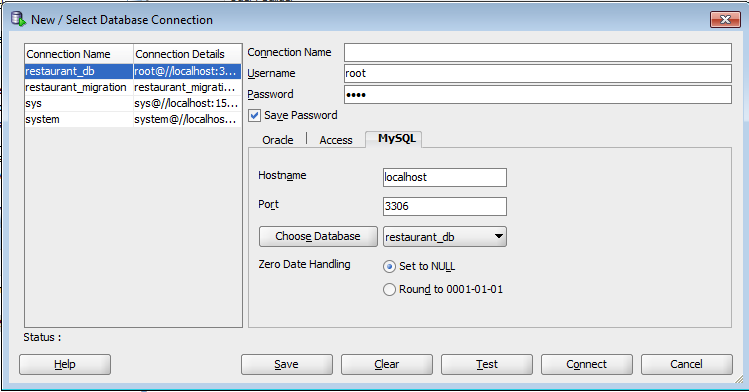 New / Select Database Connection
Connection Name Connection Details
restaurant_db root@//localhost:3...
restaurant_migration restaurant_migrati...
sys sys@//localhost:15...
system system@//localhos...
Connection Name
Username root
Password ••••
Save Password
Oracle Access MySQL
Hostname localhost
Port 3306
Choose Database restaurant_db
Zero Date Handling Set to NULL
Round to 0001-01-01
Status :
Help Save Clear Test Connect Cancel